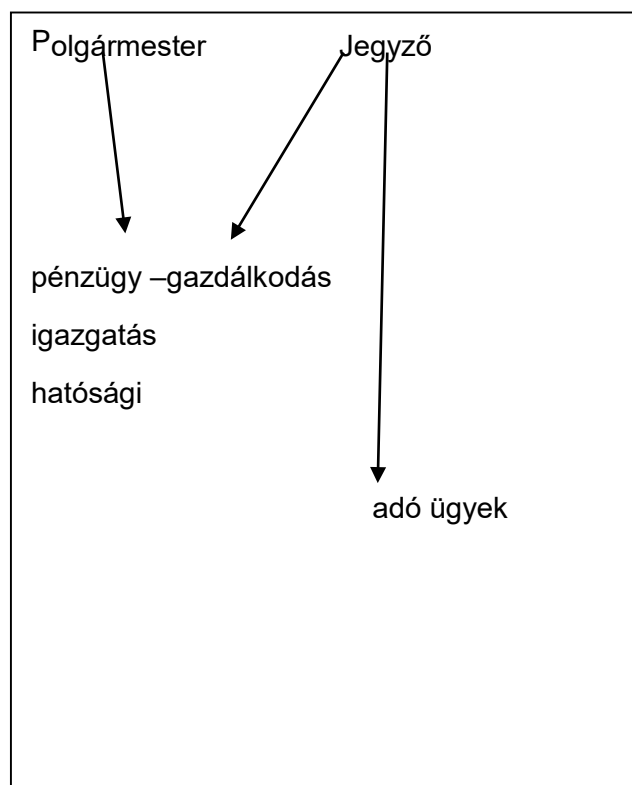 Polgármester Jegyző
pénzügy –gazdálkodás
igazgatás
hatósági
adó ügyek